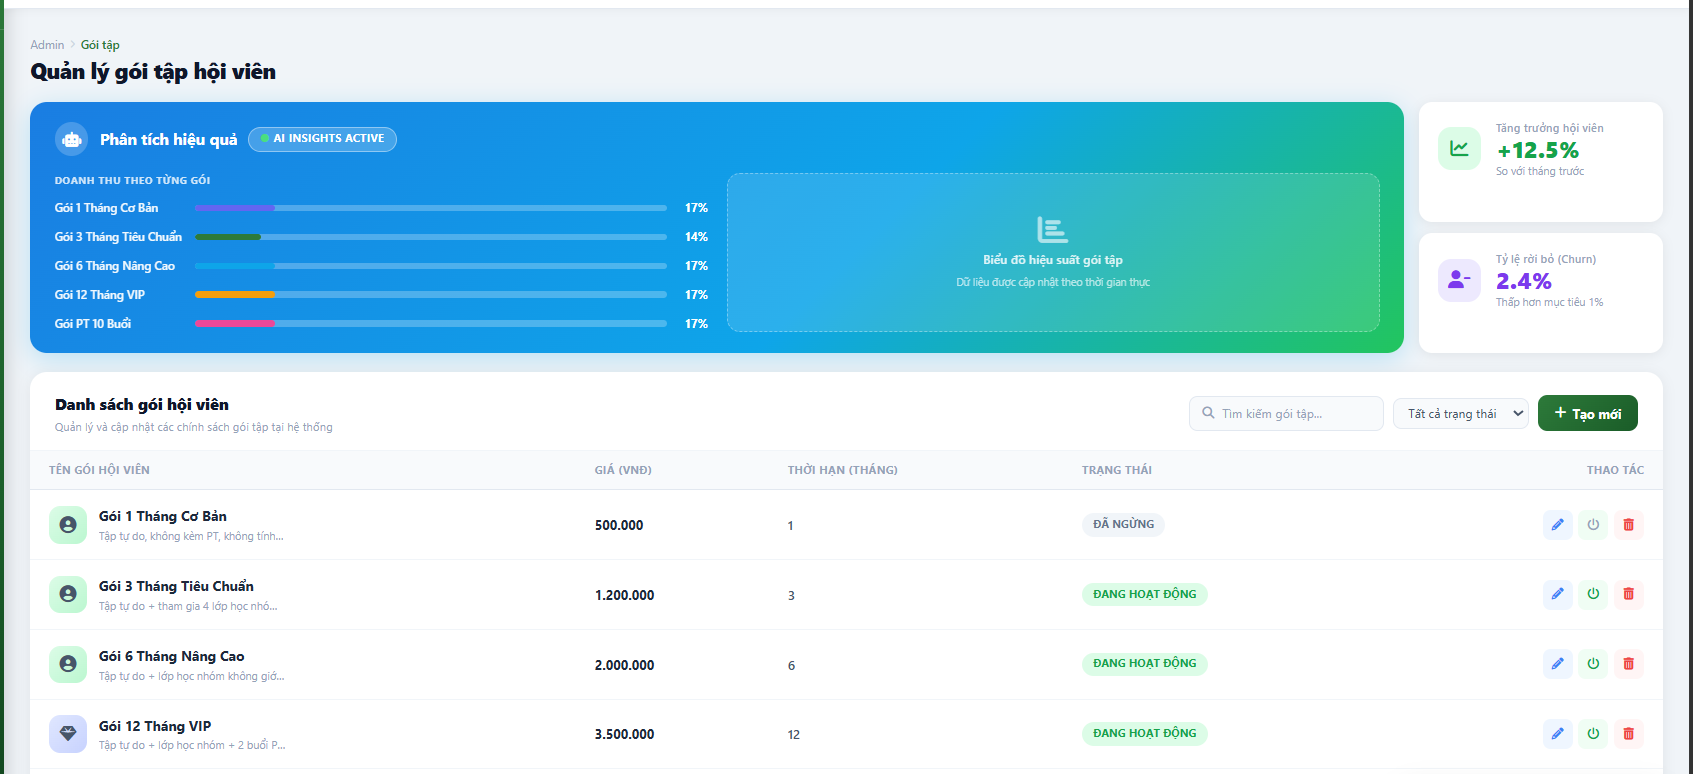 Admin > Gói tập
Quản lý gói tập hội viên
Phân tích hiệu quả
AI INSIGHTS ACTIVE
DOANH THU THEO TỪNG GÓI
Gói 1 Tháng Cơ Bản 17%
Gói 3 Tháng Tiêu Chuẩn 14%
Gói 6 Tháng Nâng Cao 17%
Gói 12 Tháng VIP 17%
Gói PT 10 Buổi 17%
Biểu đồ hiệu suất gói tập
Dữ liệu được cập nhật theo thời gian thực
Tăng trưởng hội viên
+12.5%
So với tháng trước
Tỷ lệ rời bỏ (Churn)
2.4%
Thấp hơn mục tiêu 1%
Danh sách gói hội viên
Quản lý và cập nhật các chính sách gói tập tại hệ thống
Tìm kiếm gói tập...
Tất cả trạng thái
+ Tạo mới
TÊN GÓI HỘI VIÊN GIÁ (VNĐ) THỜI HẠN (THÁNG) TRẠNG THÁI THAO TÁC
Gói 1 Tháng Cơ Bản
Tập tự do, không kèm PT, không tính...
500.000 1 ĐÃ NGỪNG
Gói 3 Tháng Tiêu Chuẩn
Tập tự do + tham gia 4 lớp học nhó...
1.200.000 3 ĐANG HOẠT ĐỘNG
Gói 6 Tháng Nâng Cao
Tập tự do + lớp học nhóm không giớ...
2.000.000 6 ĐANG HOẠT ĐỘNG
Gói 12 Tháng VIP
Tập tự do + lớp học nhóm + 2 buổi P...
3.500.000 12 ĐANG HOẠT ĐỘNG